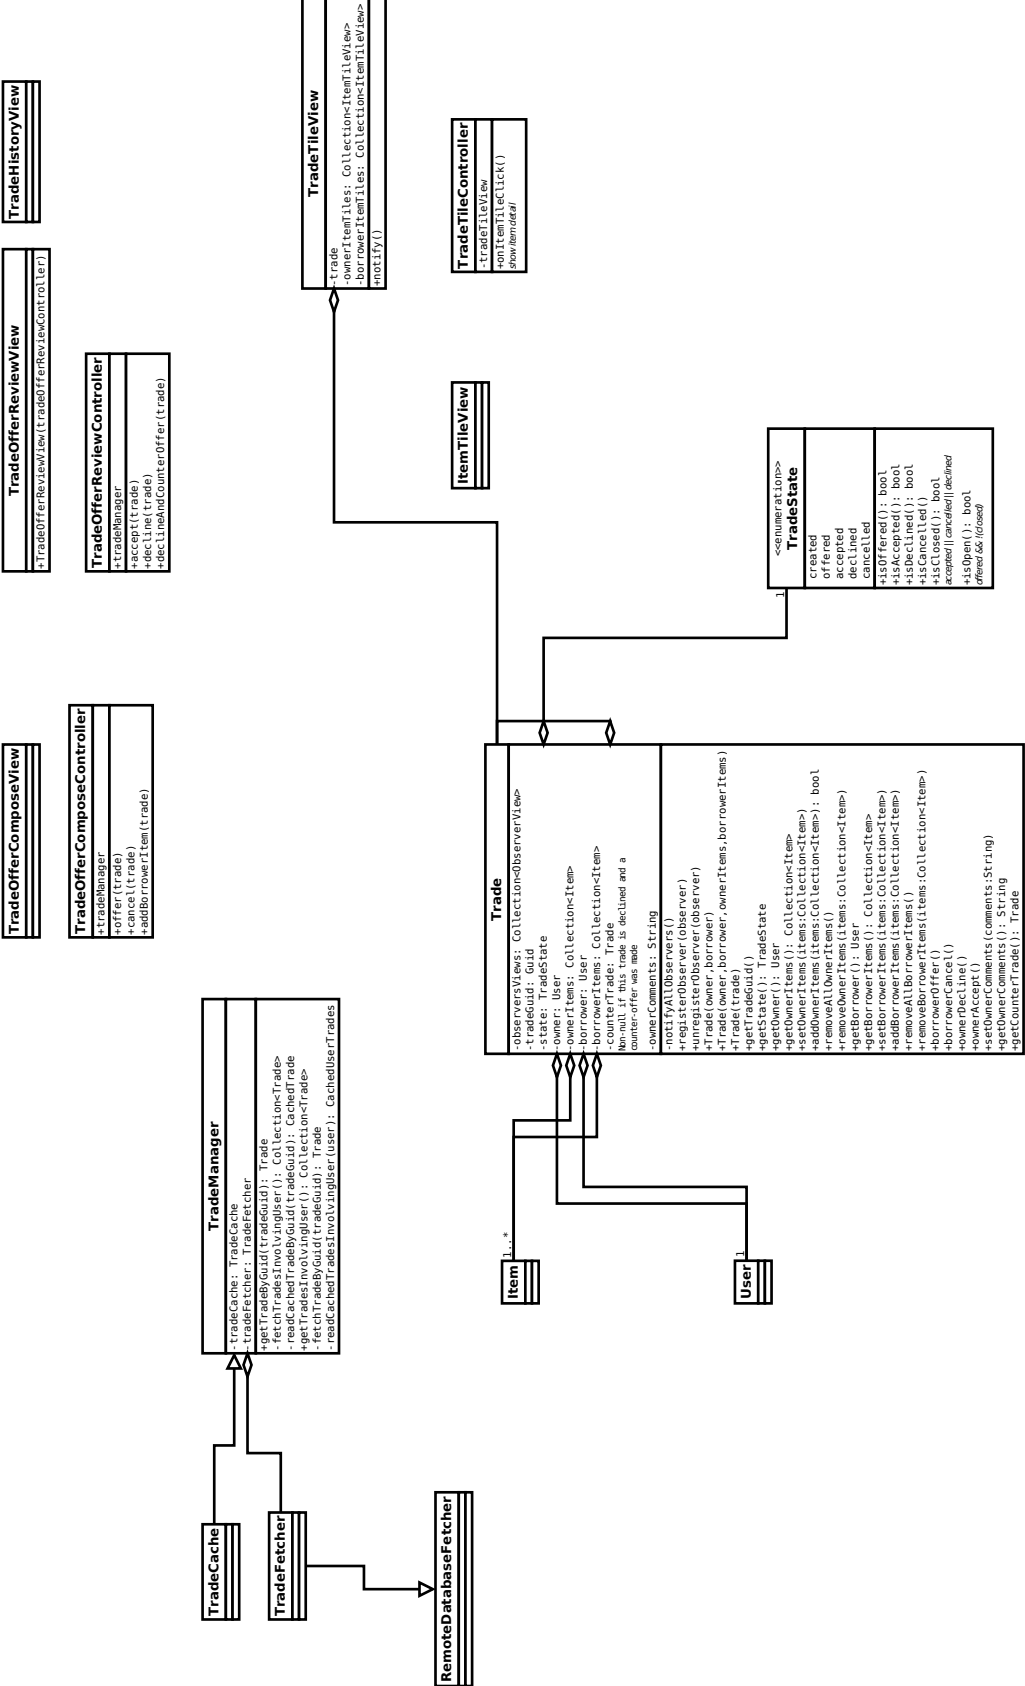 TradeCache
TradeFetcher
RemoteDatabaseFetcher
TradeManager
-tradeCache: TradeCache
-tradeFetcher: TradeFetcher
+getTradeByGuid(tradeGuid): Trade
-fetchTradesInvolvingUser(): Collection<Trade>
-readCachedTradeByGuid(tradeGuid): CachedTrade
+getTradesInvolvingUser(): Collection<Trade>
-fetchTradeByGuid(tradeGuid): Trade
-readCachedTradesInvolvingUser(user): CachedUserTrades
Item
1..*
User
1
TradeOfferComposeView
TradeOfferComposeController
+tradeManager
+offer(trade)
+cancel(trade)
+addBorrowerItem(trade)
Trade
-observersViews: Collection<ObserverView>
-tradeGuid: Guid
-state: TradeState
-owner: User
-ownerItems: Collection<Item>
-borrower: User
-borrowerItems: Collection<Item>
-counterTrade: Trade
Non-null if this trade is declined and a
counter-offer was made
-ownerComments: String
-notifyAllObservers()
+registerObserver(observer)
+unregisterObserver(observer)
+Trade(owner,borrower)
+Trade(owner,borrower,ownerItems,borrowerItems)
+Trade(trade)
+getTradeGuid()
+getState(): TradeState
+getOwner(): User
+getOwnerItems(): Collection<Item>
+setOwnerItems(items:Collection<Item>)
+addOwnerItems(items:Collection<Item>): bool
+removeAllOwnerItems()
+removeOwnerItems(items:Collection<Item>)
+getBorrower(): User
+getBorrowerItems(): Collection<Item>
+setBorrowerItems(items:Collection<Item>)
+addBorrowerItems(items:Collection<Item>)
+removeAllBorrowerItems()
+removeBorrowerItems(items:Collection<Item>)
+borrowerOffer()
+borrowerCancel()
+ownerDecline()
+ownerAccept()
+setOwnerComments(comments:String)
+getOwnerComments(): String
+getCounterTrade(): Trade
TradeOfferReviewView
+TradeOfferReviewView(tradeOfferReviewController)
TradeOfferReviewController
+tradeManager
+accept(trade)
+decline(trade)
+declineAndCounterOffer(trade)
ItemTileView
1
<<enumeration>>
TradeState
created
offered
accepted
declined
cancelled
+isOffered(): bool
+isAccepted(): bool
+isDeclined(): bool
+isCancelled()
+isClosed(): bool
accepted || cancelled || declined
+isOpen(): bool
offered && !(closed)
TradeHistoryView
TradeTileView
-trade
-ownerItemTiles: Collection<ItemTileView>
-borrowerItemTiles: Collection<ItemTileView>
+notify()
TradeTileController
-tradeTileView
+onItemTileClick()
show item detail